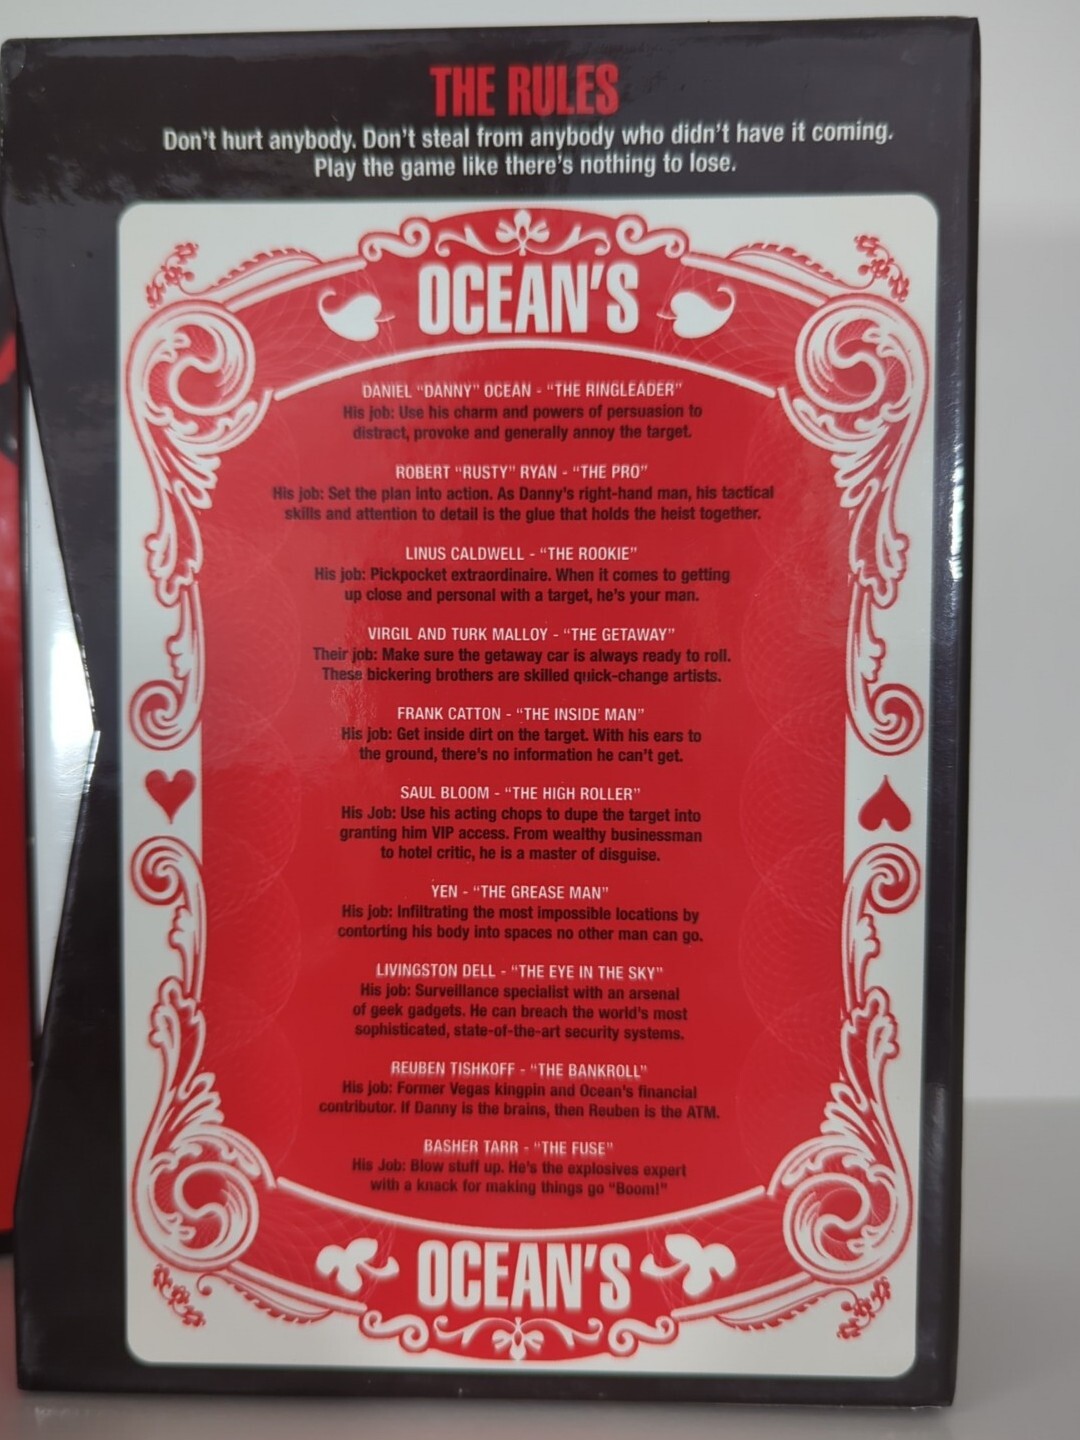 THE RULES
Don't hurt anybody. Don't steal from anybody who didn't have it coming.
Play the game like there's nothing to lose.
OCEAN'S
DANIEL "DANNY" OCEAN - "THE RINGLEADER"
His job: Use his charm and powers of persuasion to
distract, provoke and generally annoy the target.
ROBERT "RUSTY" RYAN - "THE PRO"
His job: Set the plan into action. As Danny's right-hand man, his tactical
skills and attention to detail is the glue that holds the heist together.
LINUS CALDWELL - "THE ROOKIE"
His job: Pickpocket extraordinaire. When it comes to getting
up close and personal with a target, he's your man.
VIRGIL AND TURK MALLOY - "THE GETAWAY"
Their job: Make sure the getaway car is always ready to roll.
These bickering brothers are skilled quick-change artists.
FRANK CATTON - "THE INSIDE MAN"
His job: Get inside dirt on the target. With his ears to
the ground, there's no information he can't get.
SAUL BLOOM - "THE HIGH ROLLER"
His Job: Use his acting chops to dupe the target into
granting him VIP access. From wealthy businessman
to hotel critic, he is a master of disguise.
YEN - "THE GREASE MAN"
His job: Infiltrating the most impossible locations by
contorting his body into spaces no other man can go.
LIVINGSTON DELL - "THE EYE IN THE SKY"
His job: Surveillance specialist with an arsenal
of geek gadgets. He can breach the world's most
sophisticated, state-of-the-art security systems.
REUBEN TISHKOFF - "THE BANKROLL"
His job: Former Vegas kingpin and Ocean's financial
contributor. If Danny is the brains, then Reuben is the ATM.
BASHER TARR - "THE FUSE"
His Job: Blow stuff up. He's the explosives expert
with a knack for making things go "Boom!"
OCEAN'S